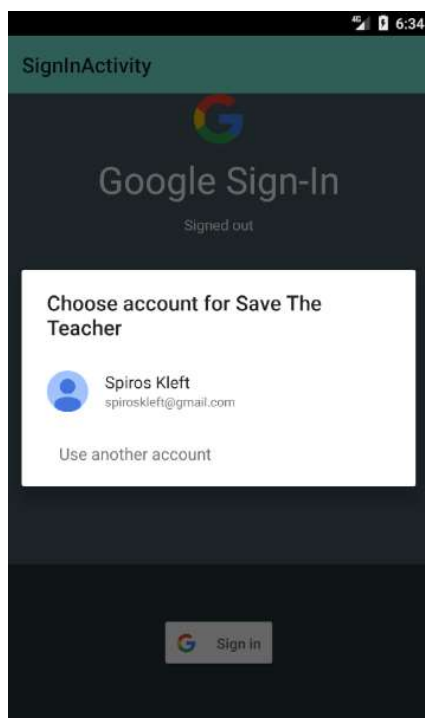 4G 6:34
SignInActivity
Google Sign-In
Signed out
Choose account for Save The
Teacher
Spiros Kleft
spiroskleft@gmail.com
Use another account
G Sign in